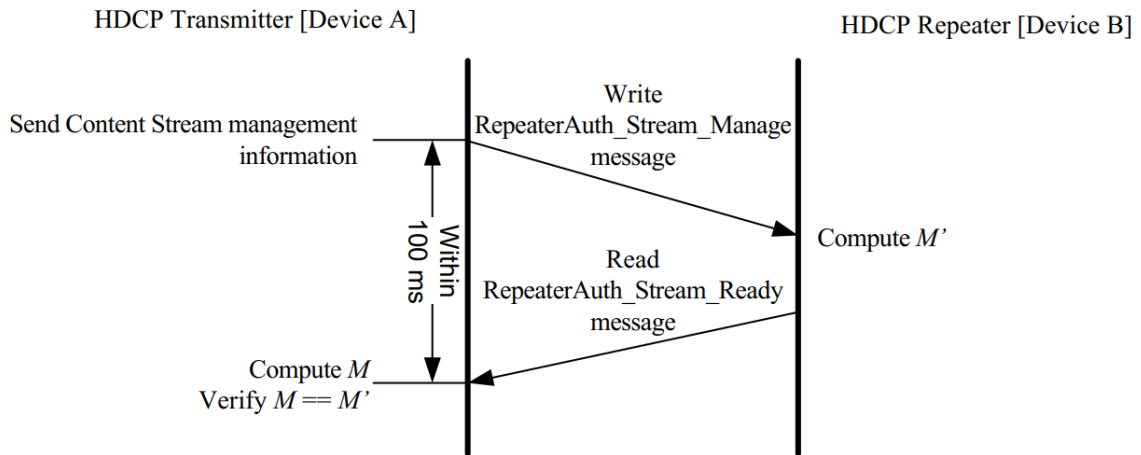 HDCP Transmitter [Device A]
HDCP Repeater [Device B]
Send Content Stream management
information
Write
RepeaterAuth_Stream_Manage
message
Within
100 ms
Compute M’
Read
RepeaterAuth_Stream_Ready
message
Compute M
Verify M == M’